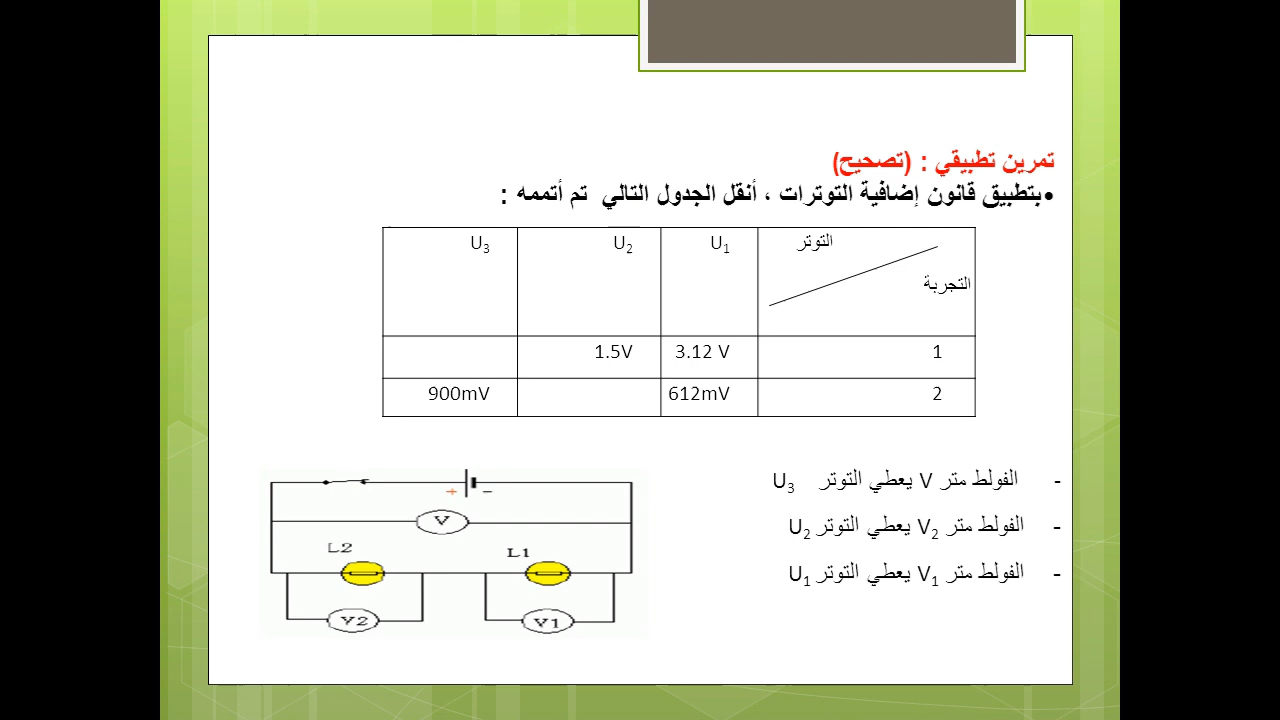 تمرين تطبيقي : (تصحيح)
•بتطبيق قانون إضافية التوترات ، أنقل الجدول التالي تم أتممه :
التوتر U₁ U₂ U₃
التجربة
1 3.12 V 1.5V
2 612mV 900mV
- الفولط متر V يعطي التوتر U₃
- الفولط متر V₂ يعطي التوتر U₂
- الفولط متر V₁ يعطي التوتر U₁
+ −
V
L2 L1
V2 V1